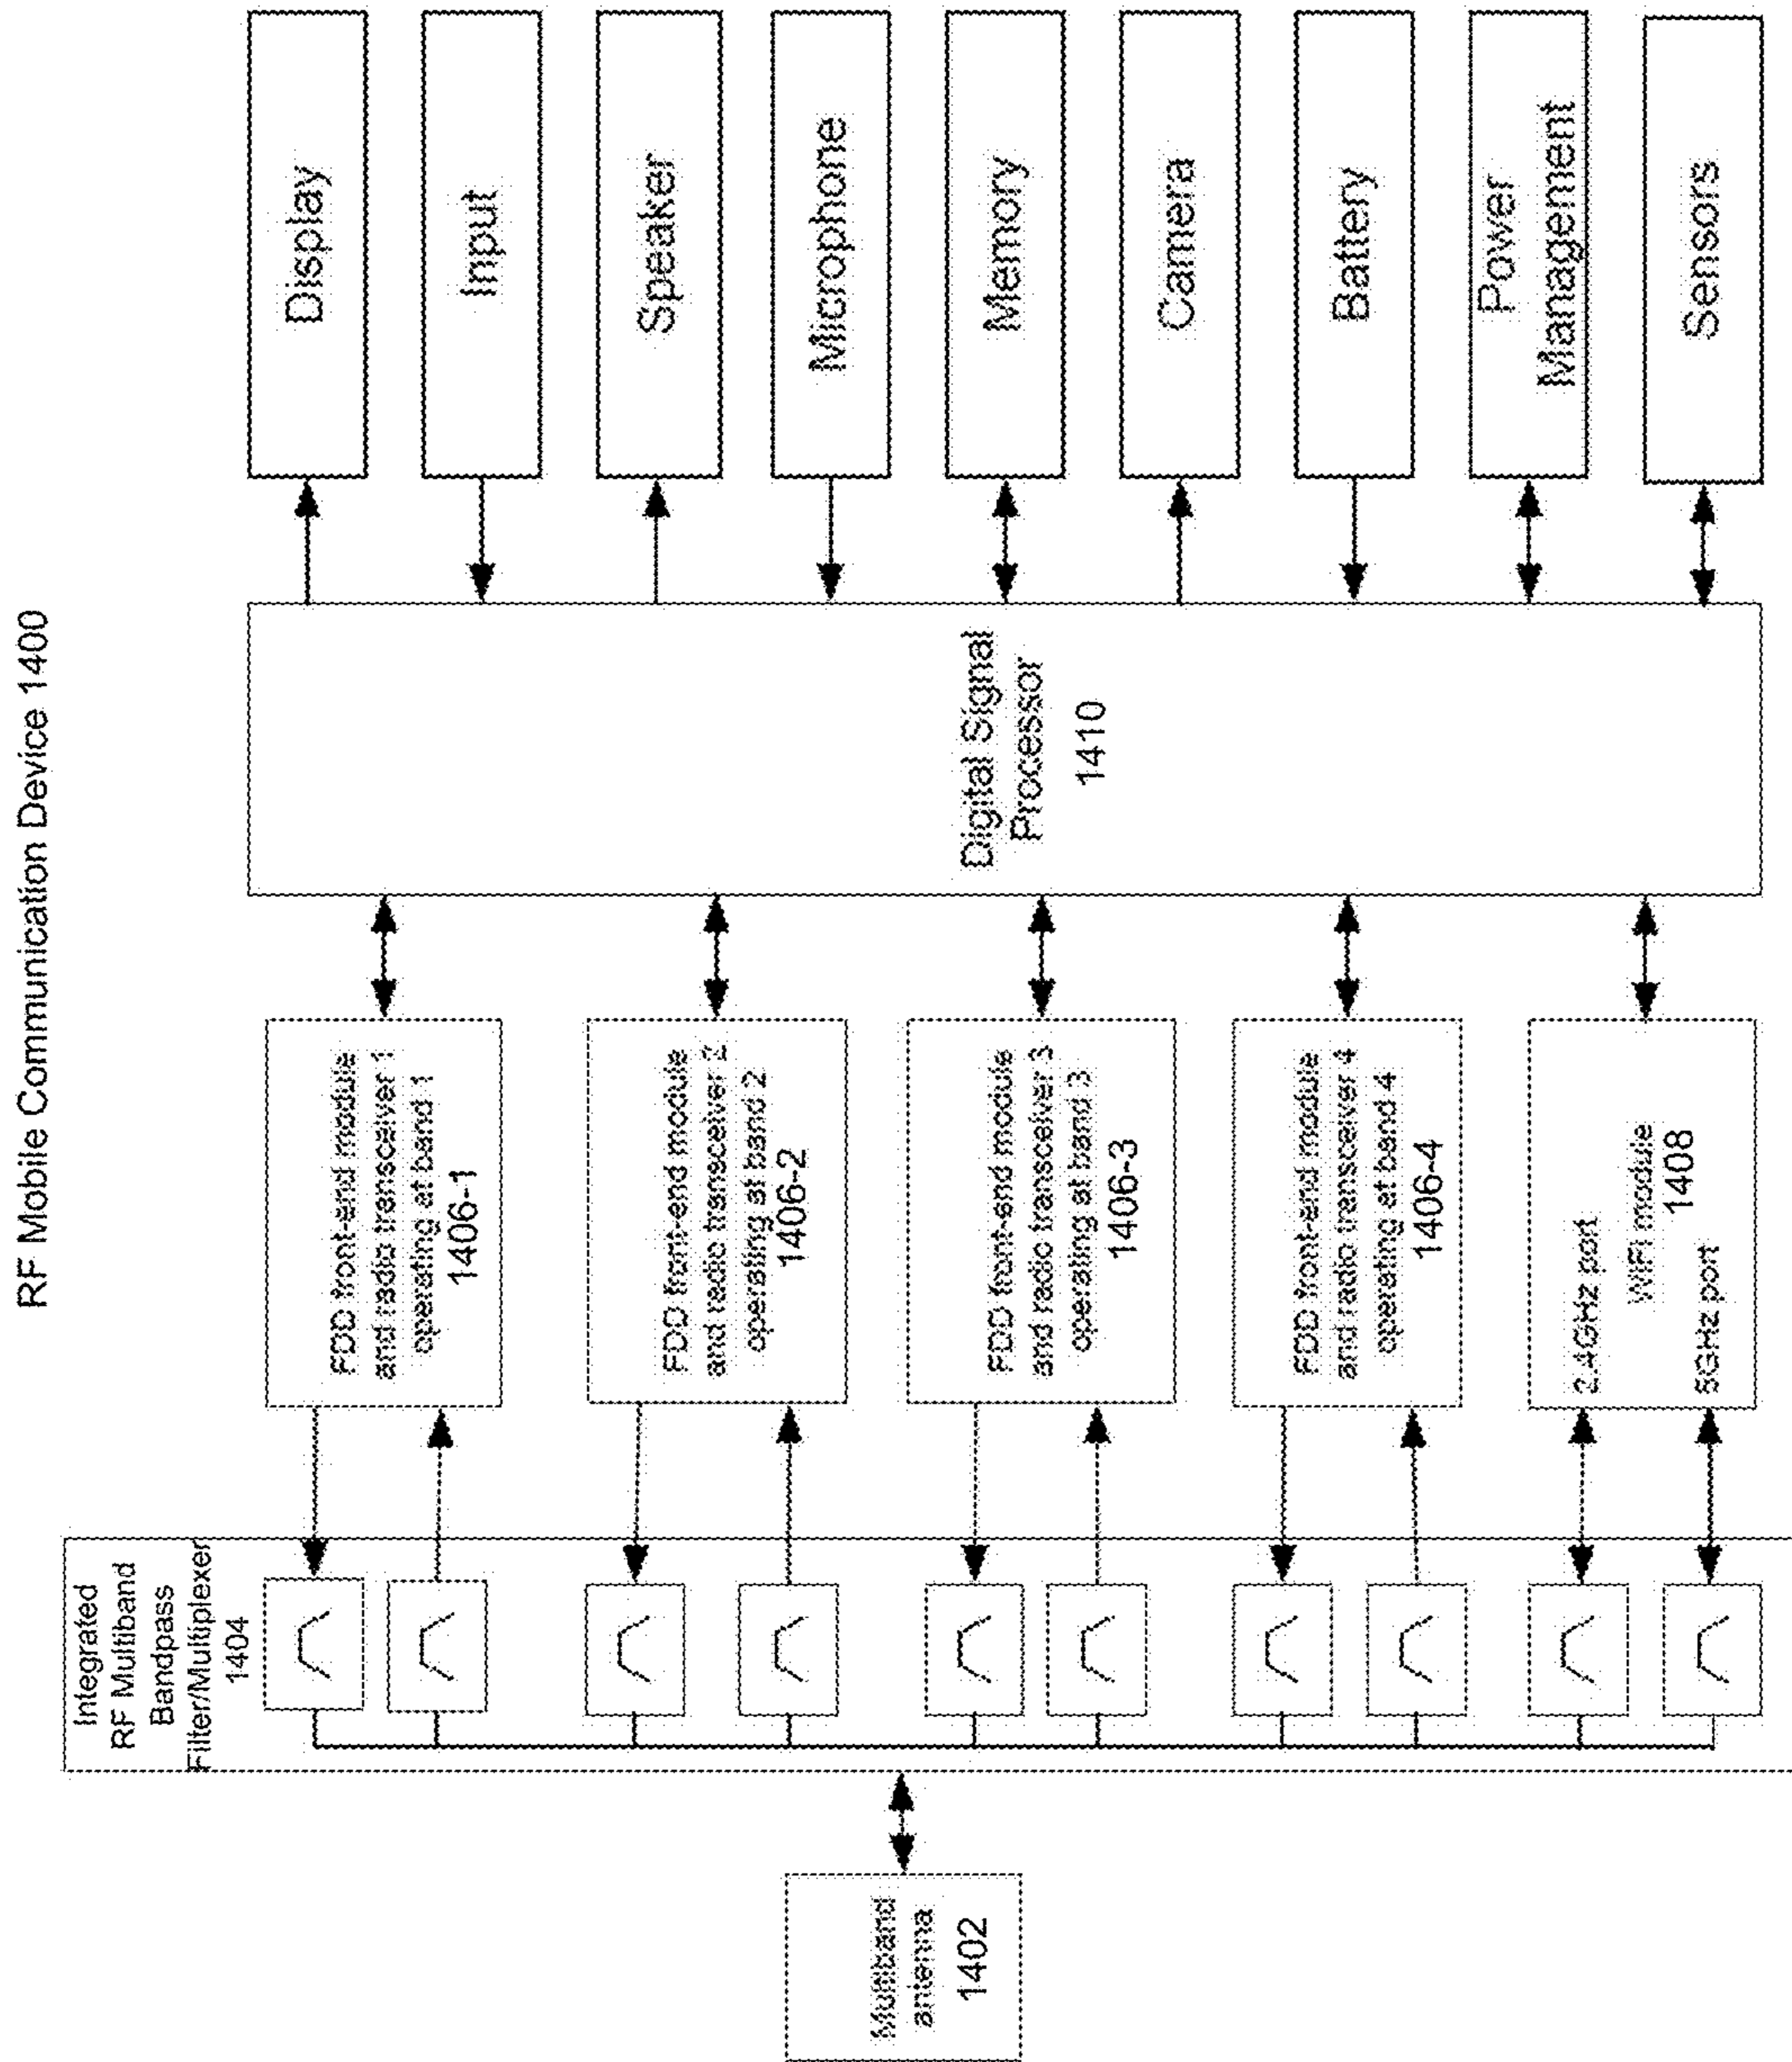 RF Mobile Communication Device 1400
Integrated
RF Multiband
Bandpass
Filter/Multiplexer
1404
Multiband
antenna
1402
FDD front-end module
and radio transceiver 1
operating at band 1
1406-1
FDD front-end module
and radio transceiver 2
operating at band 2
1406-2
FDD front-end module
and radio transceiver 3
operating at band 3
1406-3
FDD front-end module
and radio transceiver 4
operating at band 4
1406-4
2.4GHz port
WiFi module
1408
5GHz port
Digital Signal
Processor
1410
Display
Input
Speaker
Microphone
Memory
Camera
Battery
Power
Management
Sensors